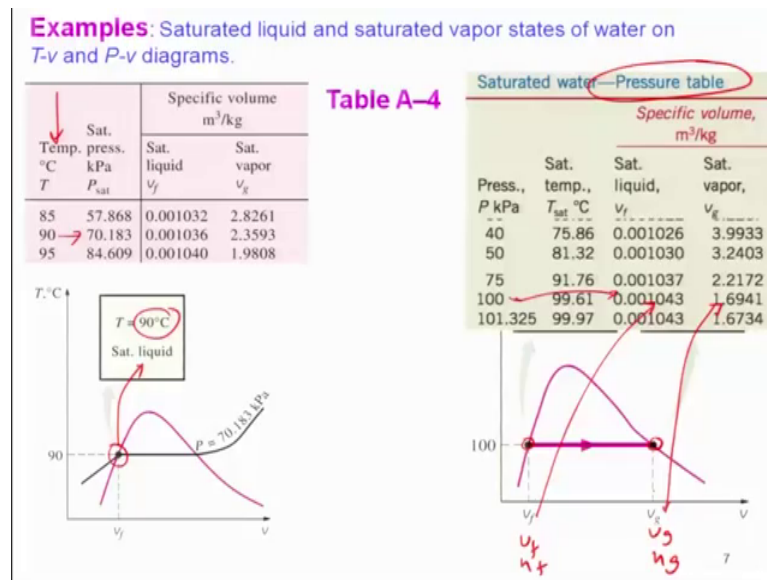 Examples: Saturated liquid and saturated vapor states of water on
T-v and P-v diagrams.
Specific volume
m³/kg
Temp.
°C
T
Sat.
press.
kPa
Psat
Sat.
liquid
vf
Sat.
vapor
vg
85 57.868 0.001032 2.8261
90 70.183 0.001036 2.3593
95 84.609 0.001040 1.9808
Table A–4
Saturated water—Pressure table
Specific volume,
m³/kg
Press.,
P kPa
Sat.
temp.,
Tsat °C
Sat.
liquid,
vf
Sat.
vapor,
vg
40 75.86 0.001026 3.9933
50 81.32 0.001030 3.2403
75 91.76 0.001037 2.2172
100 99.61 0.001043 1.6941
101.325 99.97 0.001043 1.6734
T,°C
T = 90°C
Sat. liquid
P = 70.183 kPa
90
vf
v
100
vf
vg
v
vf
hf
vg
hg
7